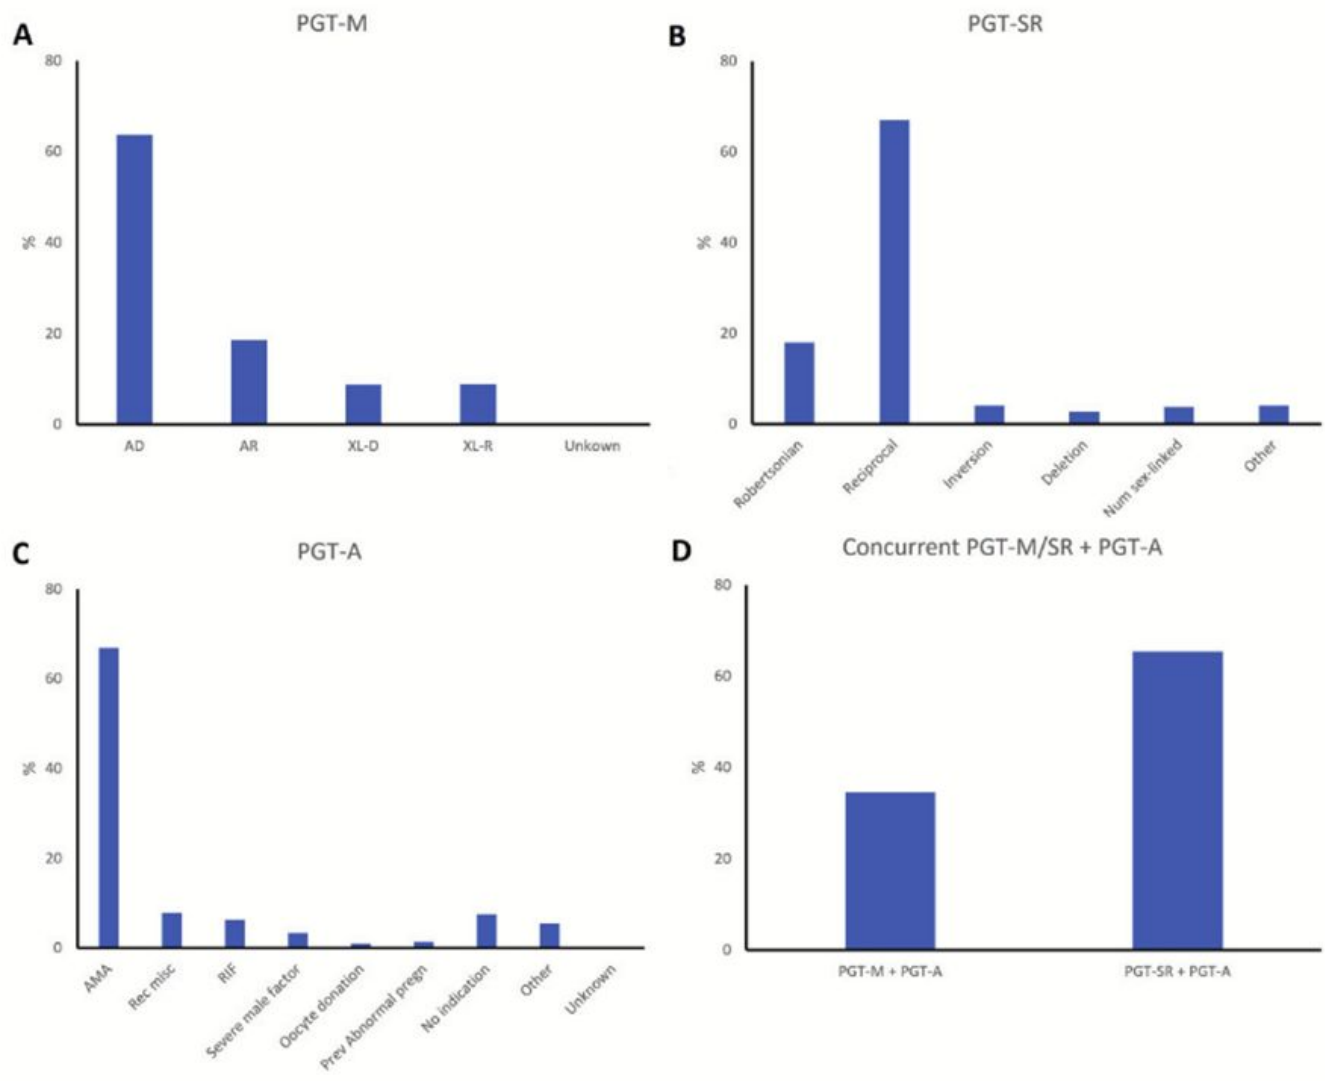 A
PGT-M
80
60
%
40
20
0
AD
AR
XL-D
XL-R
Unkown
B
PGT-SR
80
60
%
40
20
0
Robertsonian
Reciprocal
Inversion
Deletion
Num sex-linked
Other
C
PGT-A
80
60
%
40
20
0
AMA
Rec misc
RIF
Severe male factor
Oocyte donation
Prev Abnormal pregn
No indication
Other
Unknown
D
Concurrent PGT-M/SR + PGT-A
80
60
%
40
20
0
PGT-M + PGT-A
PGT-SR + PGT-A